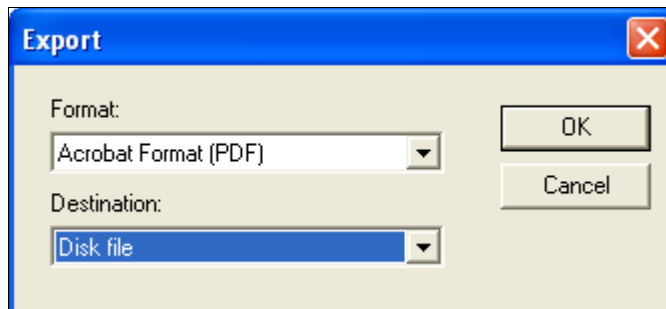 Export
Format:
Acrobat Format (PDF)
OK
Destination:
Cancel
Disk file